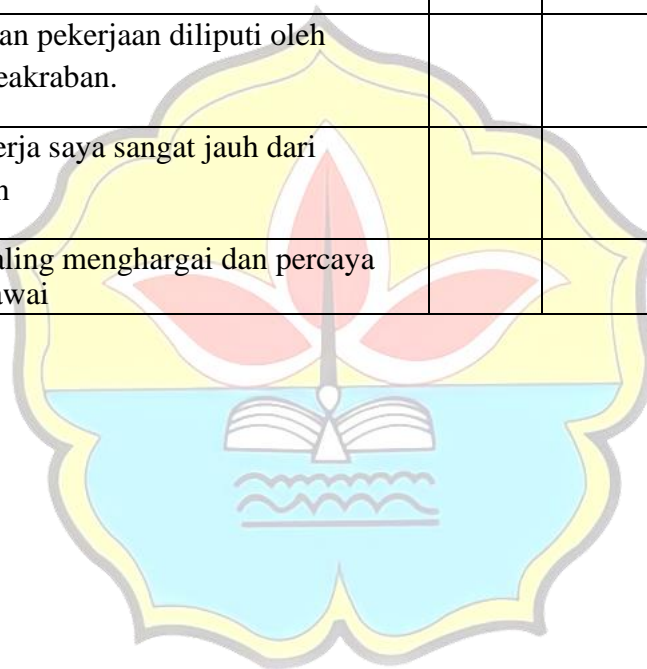 an pekerjaan diliputi oleh
eakraban.
erja saya sangat jauh dari
n
aling menghargai dan percaya
awai